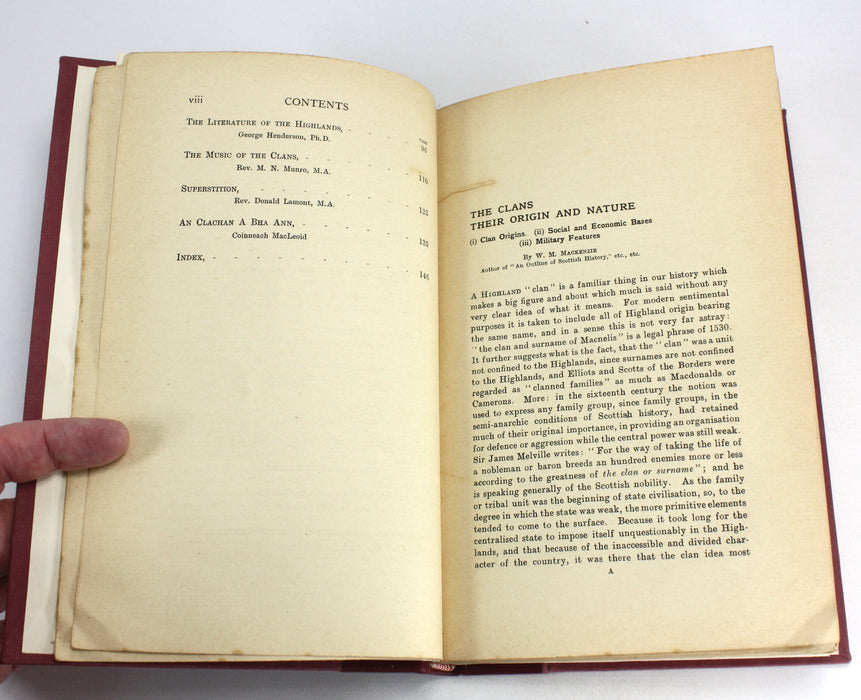 viii CONTENTS
PAGE
The Literature of the Highlands, - - - - 96
George Henderson, Ph.D.
The Music of the Clans, - - - - - 110
Rev. M. N. Munro, M.A.
Superstition, - - - - - - - 123
Rev. Donald Lamont, M.A.
An Clachan A Bha Ann, - - - - - 135
Coinneach MacLeoid
Index, - - - - - - - - 146
THE CLANS
THEIR ORIGIN AND NATURE
(i) Clan Origins. (ii) Social and Economic Bases
(iii) Military Features
By W. M. Mackenzie
Author of "An Outline of Scottish History," etc., etc.
A Highland "clan" is a familiar thing in our history which
makes a big figure and about which much is said without any
very clear idea of what it means. For modern sentimental
purposes it is taken to include all of Highland origin bearing
the same name, and in a sense this is not very far astray:
"the clan and surname of Macnelis" is a legal phrase of 1530.
It further suggests what is the fact, that the "clan" was a unit
not confined to the Highlands, since surnames are not confined
to the Highlands, and Elliots and Scotts of the Borders were
regarded as "clanned families" as much as Macdonalds or
Camerons. More: in the sixteenth century the notion was
used to express any family group, since family groups, in the
semi-anarchic conditions of Scottish history, had retained
much of their original importance, in providing an organisation
for defence or aggression while the central power was still weak.
Sir James Melville writes: "For the way of taking the life of
a nobleman or baron breeds an hundred enemies more or less
according to the greatness of the clan or surname"; and he
is speaking generally of the Scottish nobility. As the family
or tribal unit was the beginning of state civilisation, so, to the
degree in which the state was weak, the more primitive elements
tended to come to the surface. Because it took long for the
centralised state to impose itself unquestionably in the High-
lands, and that because of the inaccessible and divided char-
acter of the country, it was there that the clan idea most
A